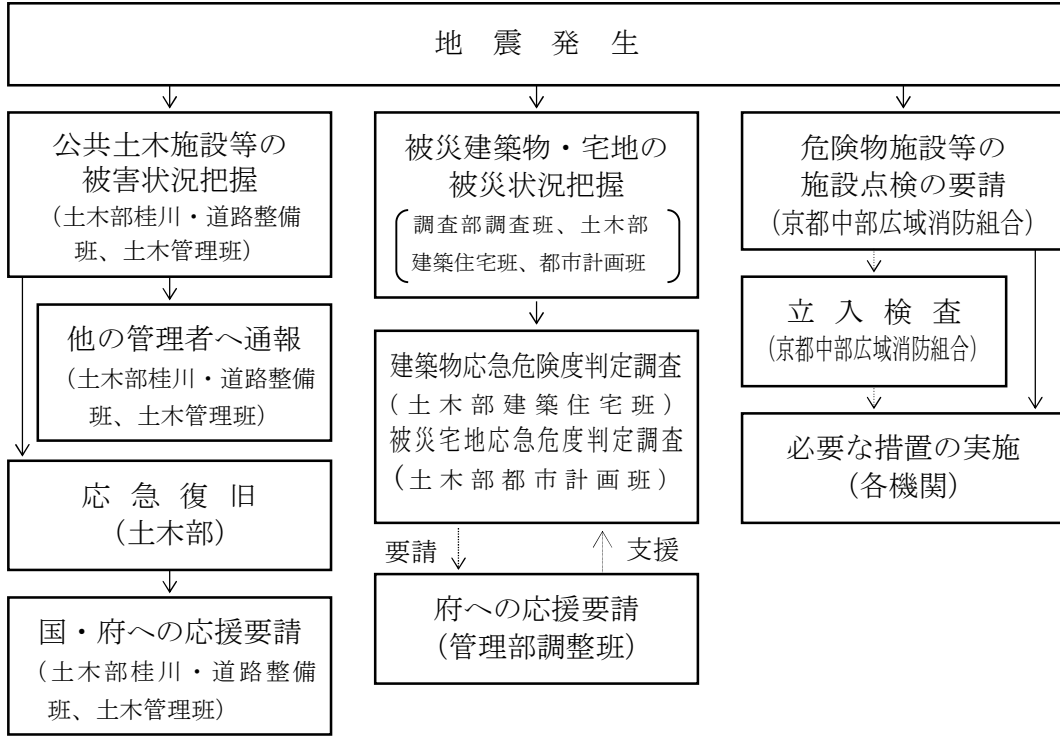 地震発生
公共土木施設等の
被害状況把握
（土木部桂川・道路整備
班、土木管理班）
他の管理者へ通報
（土木部桂川・道路整備
班、土木管理班）
応急復旧
（土木部）
国・府への応援要請
（土木部桂川・道路整備
班、土木管理班）
被災建築物・宅地の
被災状況把握
調査部調査班、土木部
建築住宅班、都市計画班
建築物応急危険度判定調査
（土木部建築住宅班）
被災宅地応急危度判定調査
（土木部都市計画班）
要請
支援
府への応援要請
（管理部調整班）
危険物施設等の
施設点検の要請
（京都中部広域消防組合）
立入検査
（京都中部広域消防組合）
必要な措置の実施
（各機関）